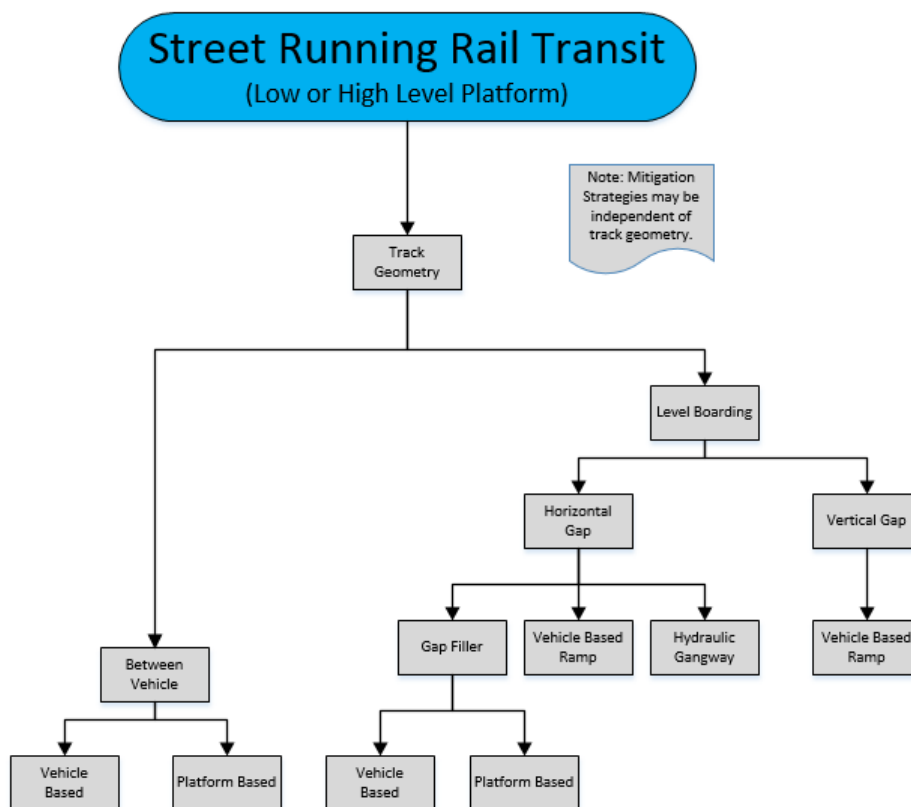 Street Running Rail Transit
(Low or High Level Platform)
Note: Mitigation
Strategies may be
independent of
track geometry.
Track
Geometry
Level Boarding
Horizontal
Gap
Vertical Gap
Gap Filler
Vehicle Based
Ramp
Hydraulic
Gangway
Vehicle Based
Ramp
Between
Vehicle
Vehicle
Based
Platform Based
Vehicle
Based
Platform Based